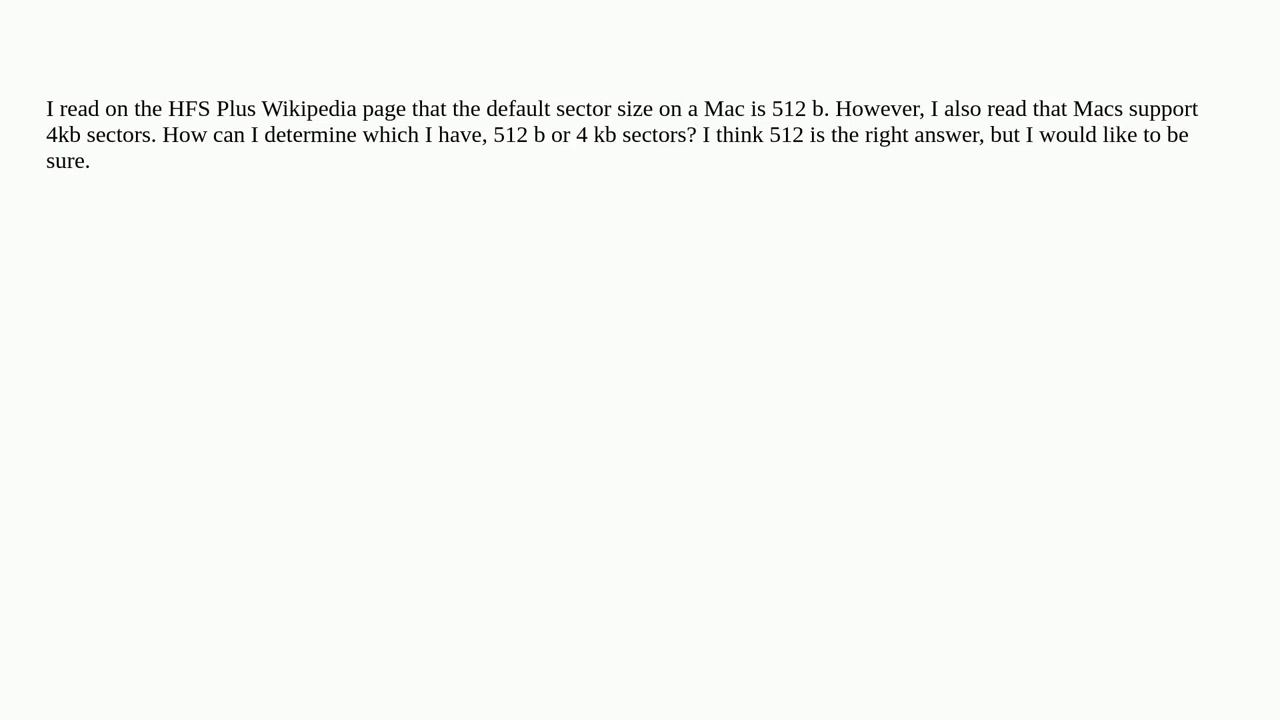 I read on the HFS Plus Wikipedia page that the default sector size on a Mac is 512 b. However, I also read that Macs support
4kb sectors. How can I determine which I have, 512 b or 4 kb sectors? I think 512 is the right answer, but I would like to be
sure.